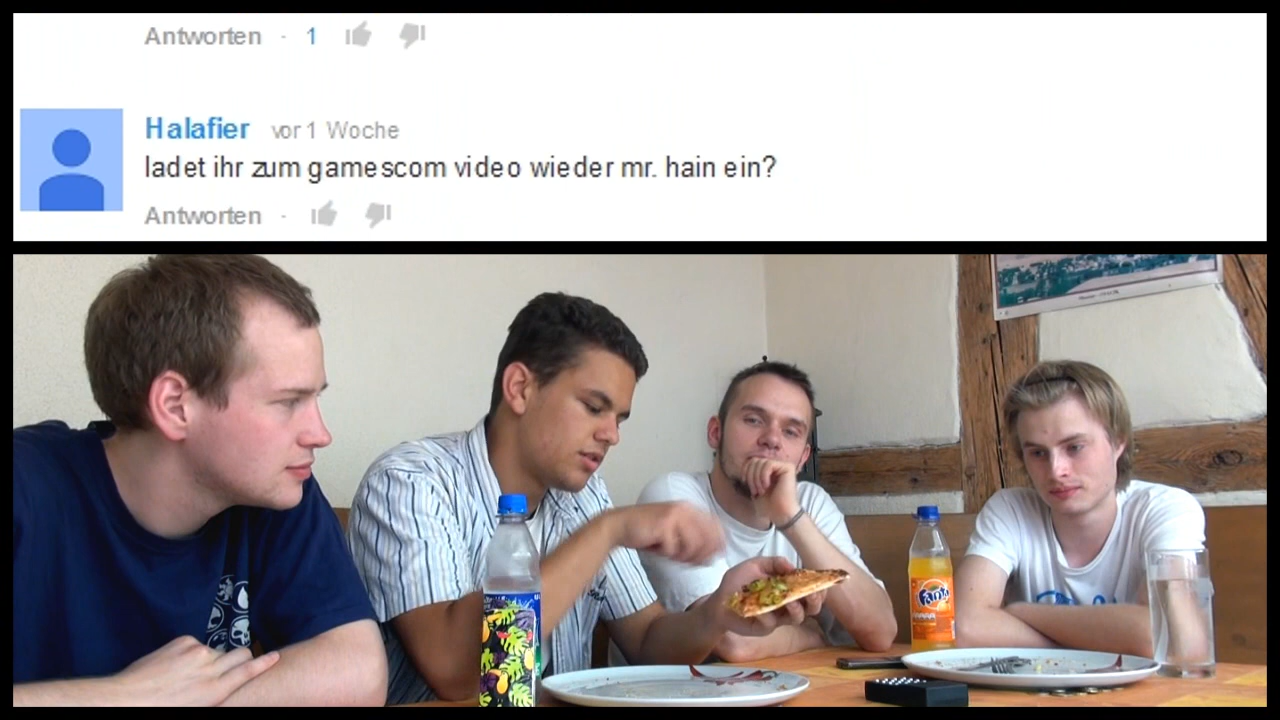 Antworten · 1
Halafier vor 1 Woche
ladet ihr zum gamescom video wieder mr. hain ein?
Antworten ·
Fanta